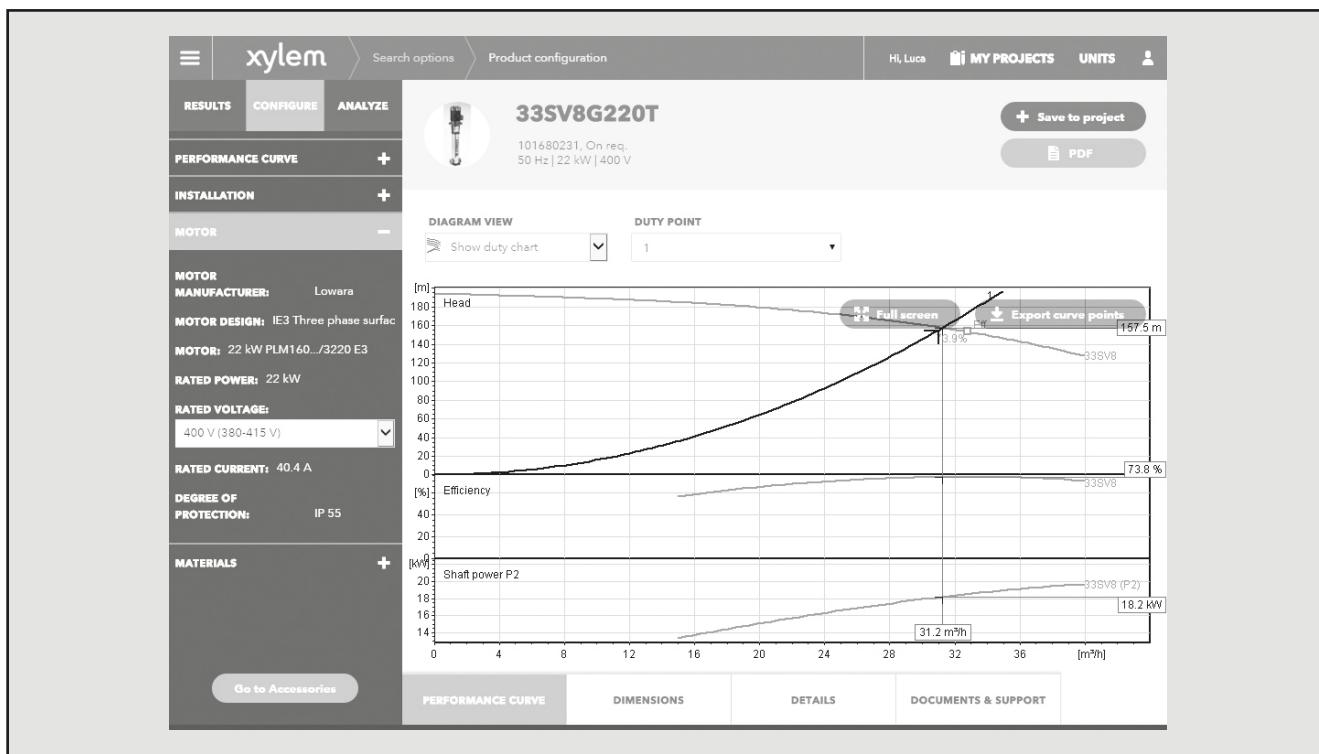 xylem
Search options
Product configuration
Hi, Luca
MY PROJECTS
UNITS
RESULTS
CONFIGURE
ANALYZE
33SV8G220T
101680231, On req.
50 Hz | 22 kW | 400 V
+ Save to project
PDF
PERFORMANCE CURVE +
INSTALLATION +
MOTOR −
MOTOR
MANUFACTURER: Lowara
MOTOR DESIGN: IE3 Three phase surfac
MOTOR: 22 kW PLM160.../3220 E3
RATED POWER: 22 kW
RATED VOLTAGE:
400 V (380-415 V)
RATED CURRENT: 40.4 A
DEGREE OF
PROTECTION: IP 55
MATERIALS +
Go to Accessories
DIAGRAM VIEW
Show duty chart
DUTY POINT
1
[m]
Head
180
160
140
120
100
80
60
40
20
0
1
Full screen
Export curve points
Eff
157.5 m
3.9%
33SV8
73.8 %
[%]
Efficiency
33SV8
40
20
0
[kW]
Shaft power P2
20
18
16
14
33SV8 (P2)
18.2 kW
31.2 m³/h
0 4 8 12 16 20 24 28 32 36 [m³/h]
PERFORMANCE CURVE
DIMENSIONS
DETAILS
DOCUMENTS & SUPPORT